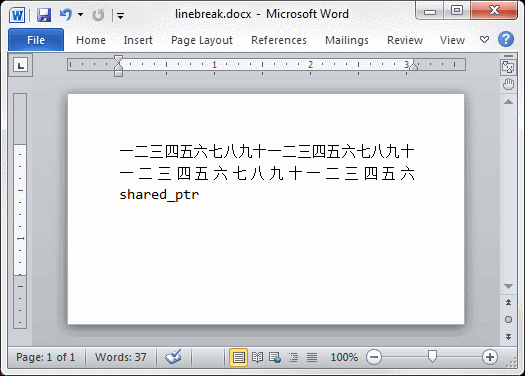 linebreak.docx - Microsoft Word
File Home Insert Page Layout References Mailings Review View
1 2 3
一二三四五六七八九十一二三四五六七八九十
一二三四五六七八九十一二三四五六
shared_ptr
1
Page: 1 of 1 Words: 37 100%